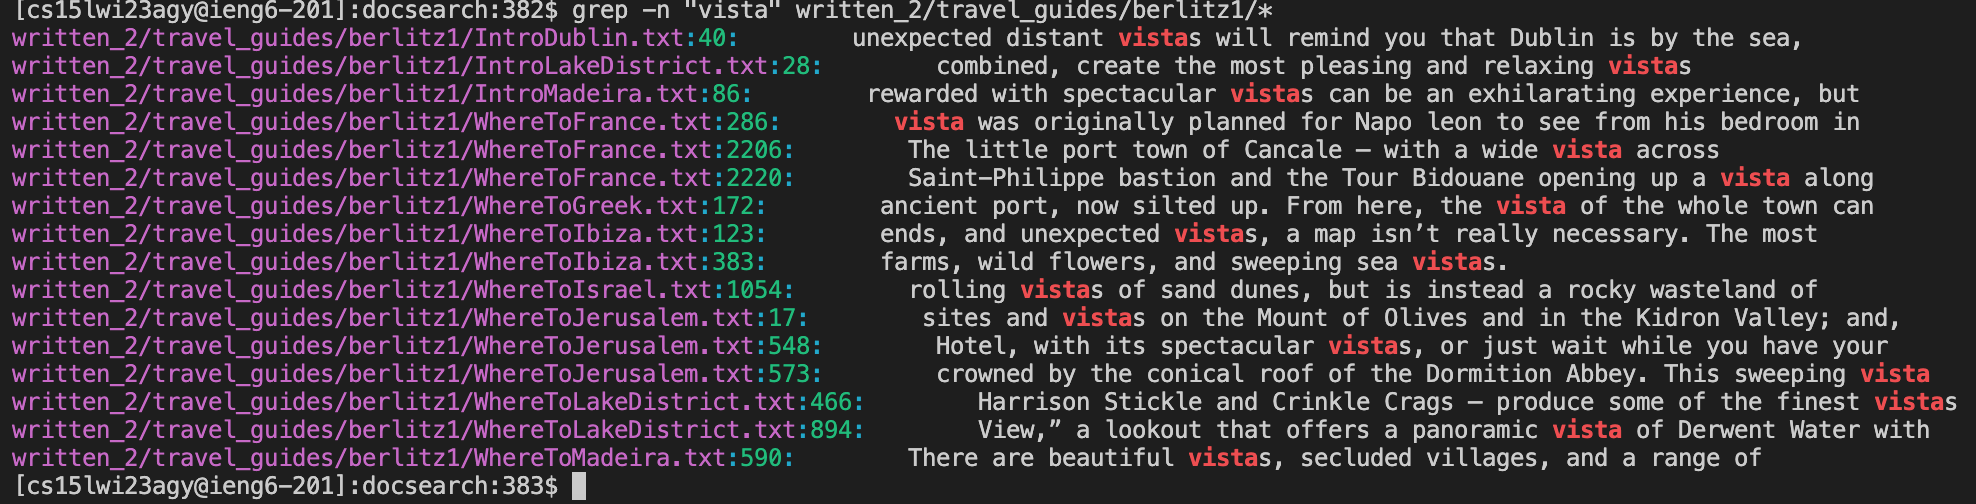 [cs15lwi23agy@ieng6-201]:docsearch:382$ grep -n "vista" written_2/travel_guides/berlitz1/*
written_2/travel_guides/berlitz1/IntroDublin.txt:40:        unexpected distant vistas will remind you that Dublin is by the sea,
written_2/travel_guides/berlitz1/IntroLakeDistrict.txt:28:        combined, create the most pleasing and relaxing vistas
written_2/travel_guides/berlitz1/IntroMadeira.txt:86:        rewarded with spectacular vistas can be an exhilarating experience, but
written_2/travel_guides/berlitz1/WhereToFrance.txt:286:        vista was originally planned for Napo leon to see from his bedroom in
written_2/travel_guides/berlitz1/WhereToFrance.txt:2206:        The little port town of Cancale — with a wide vista across
written_2/travel_guides/berlitz1/WhereToFrance.txt:2220:        Saint-Philippe bastion and the Tour Bidouane opening up a vista along
written_2/travel_guides/berlitz1/WhereToGreek.txt:172:        ancient port, now silted up. From here, the vista of the whole town can
written_2/travel_guides/berlitz1/WhereToIbiza.txt:123:        ends, and unexpected vistas, a map isn’t really necessary. The most
written_2/travel_guides/berlitz1/WhereToIbiza.txt:383:        farms, wild flowers, and sweeping sea vistas.
written_2/travel_guides/berlitz1/WhereToIsrael.txt:1054:        rolling vistas of sand dunes, but is instead a rocky wasteland of
written_2/travel_guides/berlitz1/WhereToJerusalem.txt:17:        sites and vistas on the Mount of Olives and in the Kidron Valley; and,
written_2/travel_guides/berlitz1/WhereToJerusalem.txt:548:        Hotel, with its spectacular vistas, or just wait while you have your
written_2/travel_guides/berlitz1/WhereToJerusalem.txt:573:        crowned by the conical roof of the Dormition Abbey. This sweeping vista
written_2/travel_guides/berlitz1/WhereToLakeDistrict.txt:466:        Harrison Stickle and Crinkle Crags — produce some of the finest vistas
written_2/travel_guides/berlitz1/WhereToLakeDistrict.txt:894:        View,” a lookout that offers a panoramic vista of Derwent Water with
written_2/travel_guides/berlitz1/WhereToMadeira.txt:590:        There are beautiful vistas, secluded villages, and a range of
[cs15lwi23agy@ieng6-201]:docsearch:383$